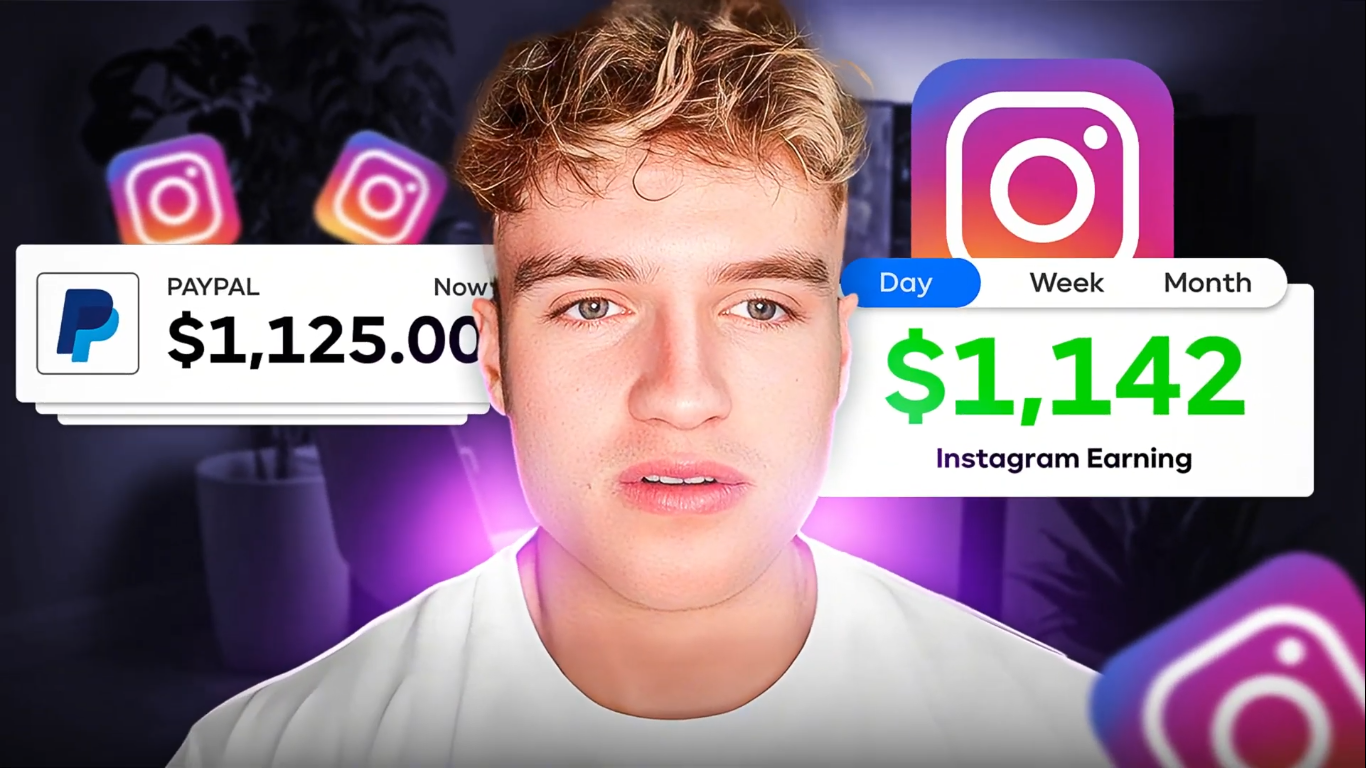 PAYPAL
Now
$1,125.00
Day
Week
Month
$1,142
Instagram Earning